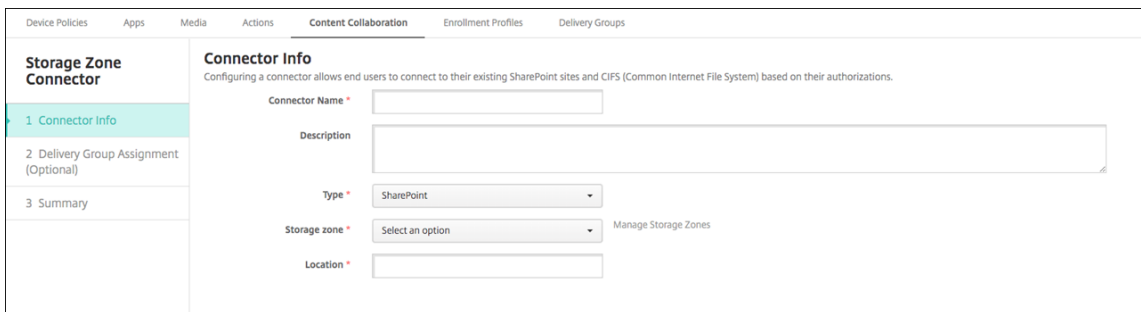 Device Policies Apps Media Actions Content Collaboration Enrollment Profiles Delivery Groups
Storage Zone
Connector
1 Connector Info
2 Delivery Group Assignment
(Optional)
3 Summary
Connector Info
Configuring a connector allows end users to connect to their existing SharePoint sites and CIFS (Common Internet File System) based on their authorizations.
Connector Name *
Description
Type * SharePoint
Storage zone * Select an option Manage Storage Zones
Location *